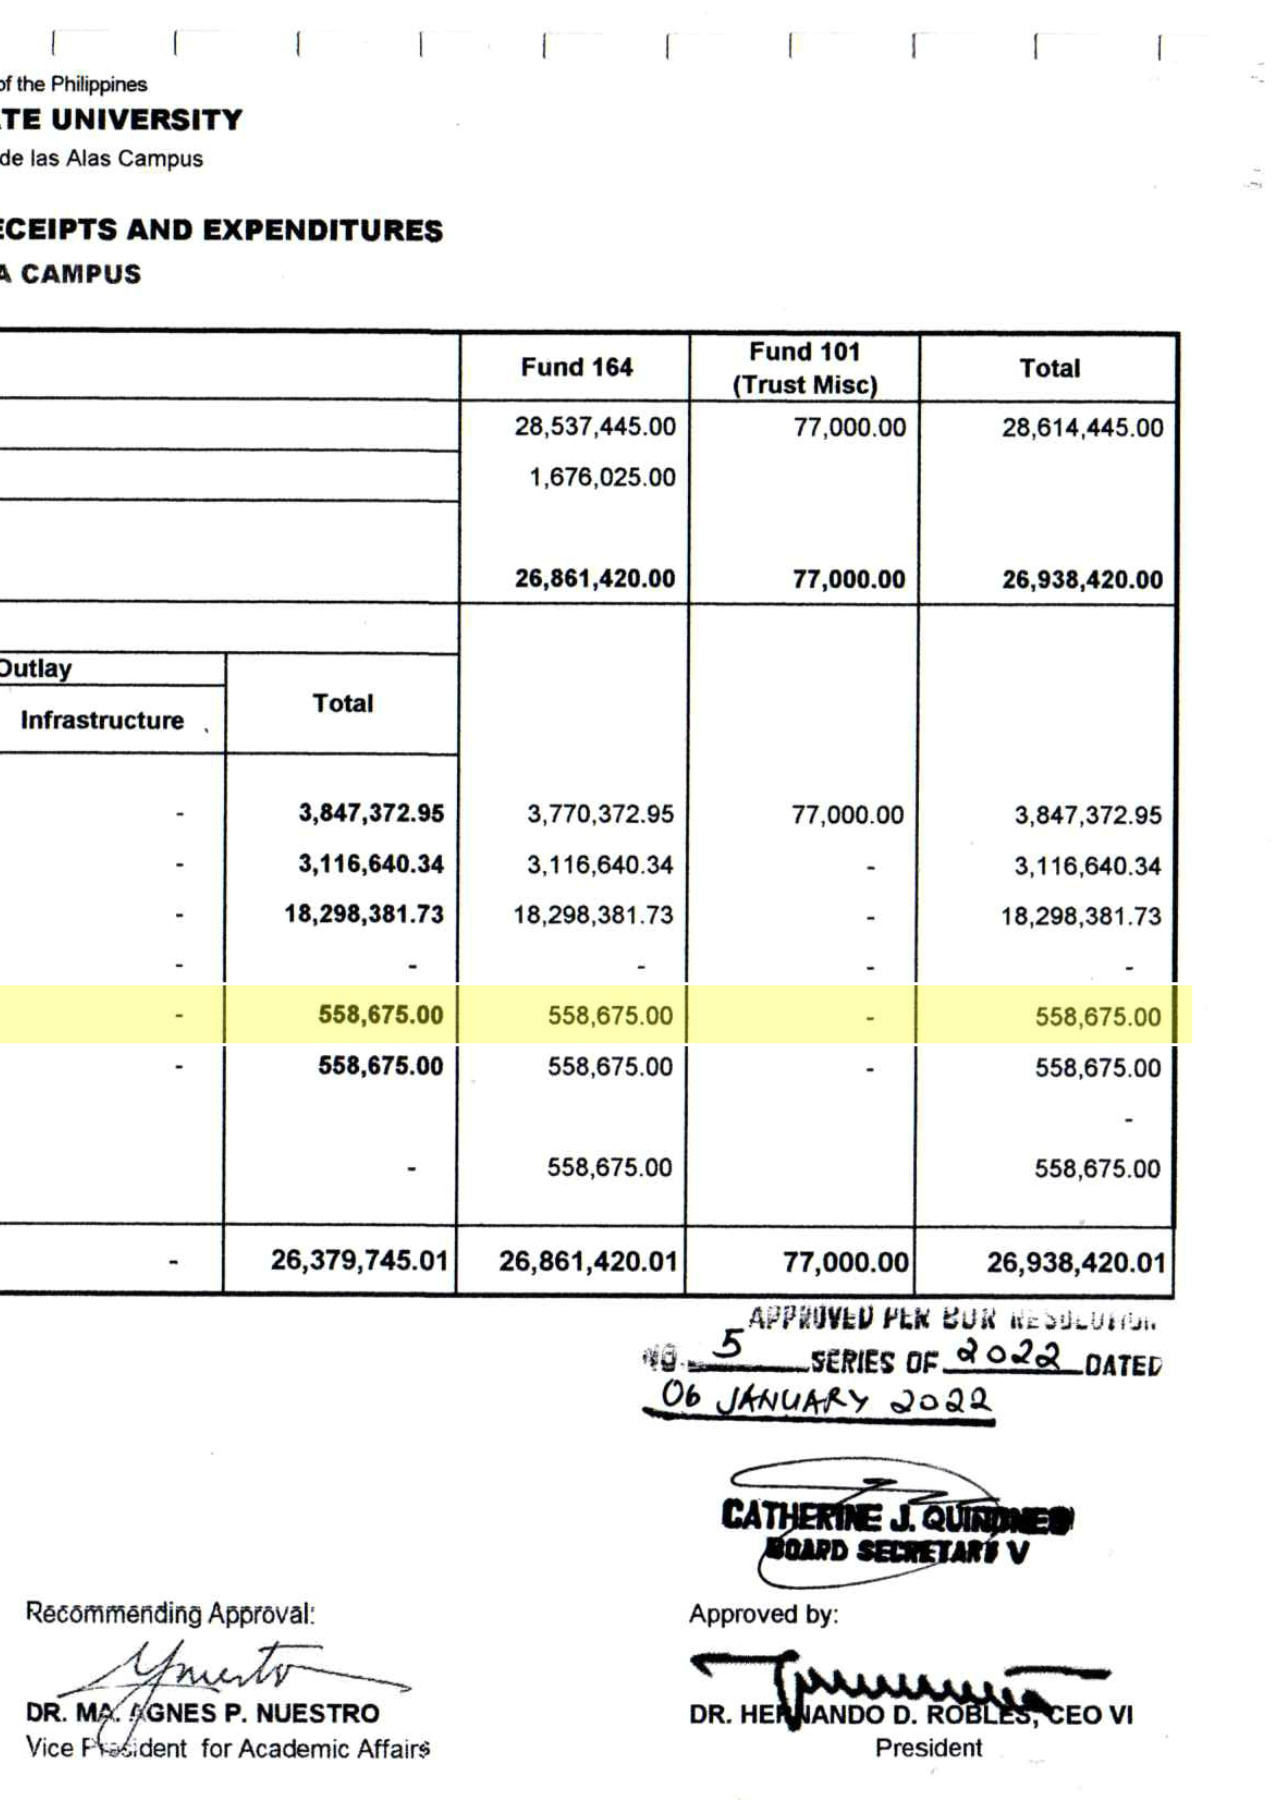 of the Philippines
TE UNIVERSITY
de las Alas Campus
ECEIPTS AND EXPENDITURES
A CAMPUS
Fund 164 Fund 101 (Trust Misc) Total
28,537,445.00 77,000.00 28,614,445.00
1,676,025.00
26,861,420.00 77,000.00 26,938,420.00
Outlay
Infrastructure Total
- 3,847,372.95 3,770,372.95 77,000.00 3,847,372.95
- 3,116,640.34 3,116,640.34 - 3,116,640.34
- 18,298,381.73 18,298,381.73 - 18,298,381.73
- - - - -
- 558,675.00 558,675.00 - 558,675.00
- 558,675.00 558,675.00 - 558,675.00
-
- 558,675.00 558,675.00
- 26,379,745.01 26,861,420.01 77,000.00 26,938,420.01
APPROVED PER BOR RESOLUTION
NO. 5 SERIES OF 2022 DATED
06 JANUARY 2022
CATHERINE J. QUINONES
BOARD SECRETARY V
Recommending Approval: Approved by:
DR. MA. AGNES P. NUESTRO DR. HERNANDO D. ROBLES, CEO VI
Vice President for Academic Affairs President